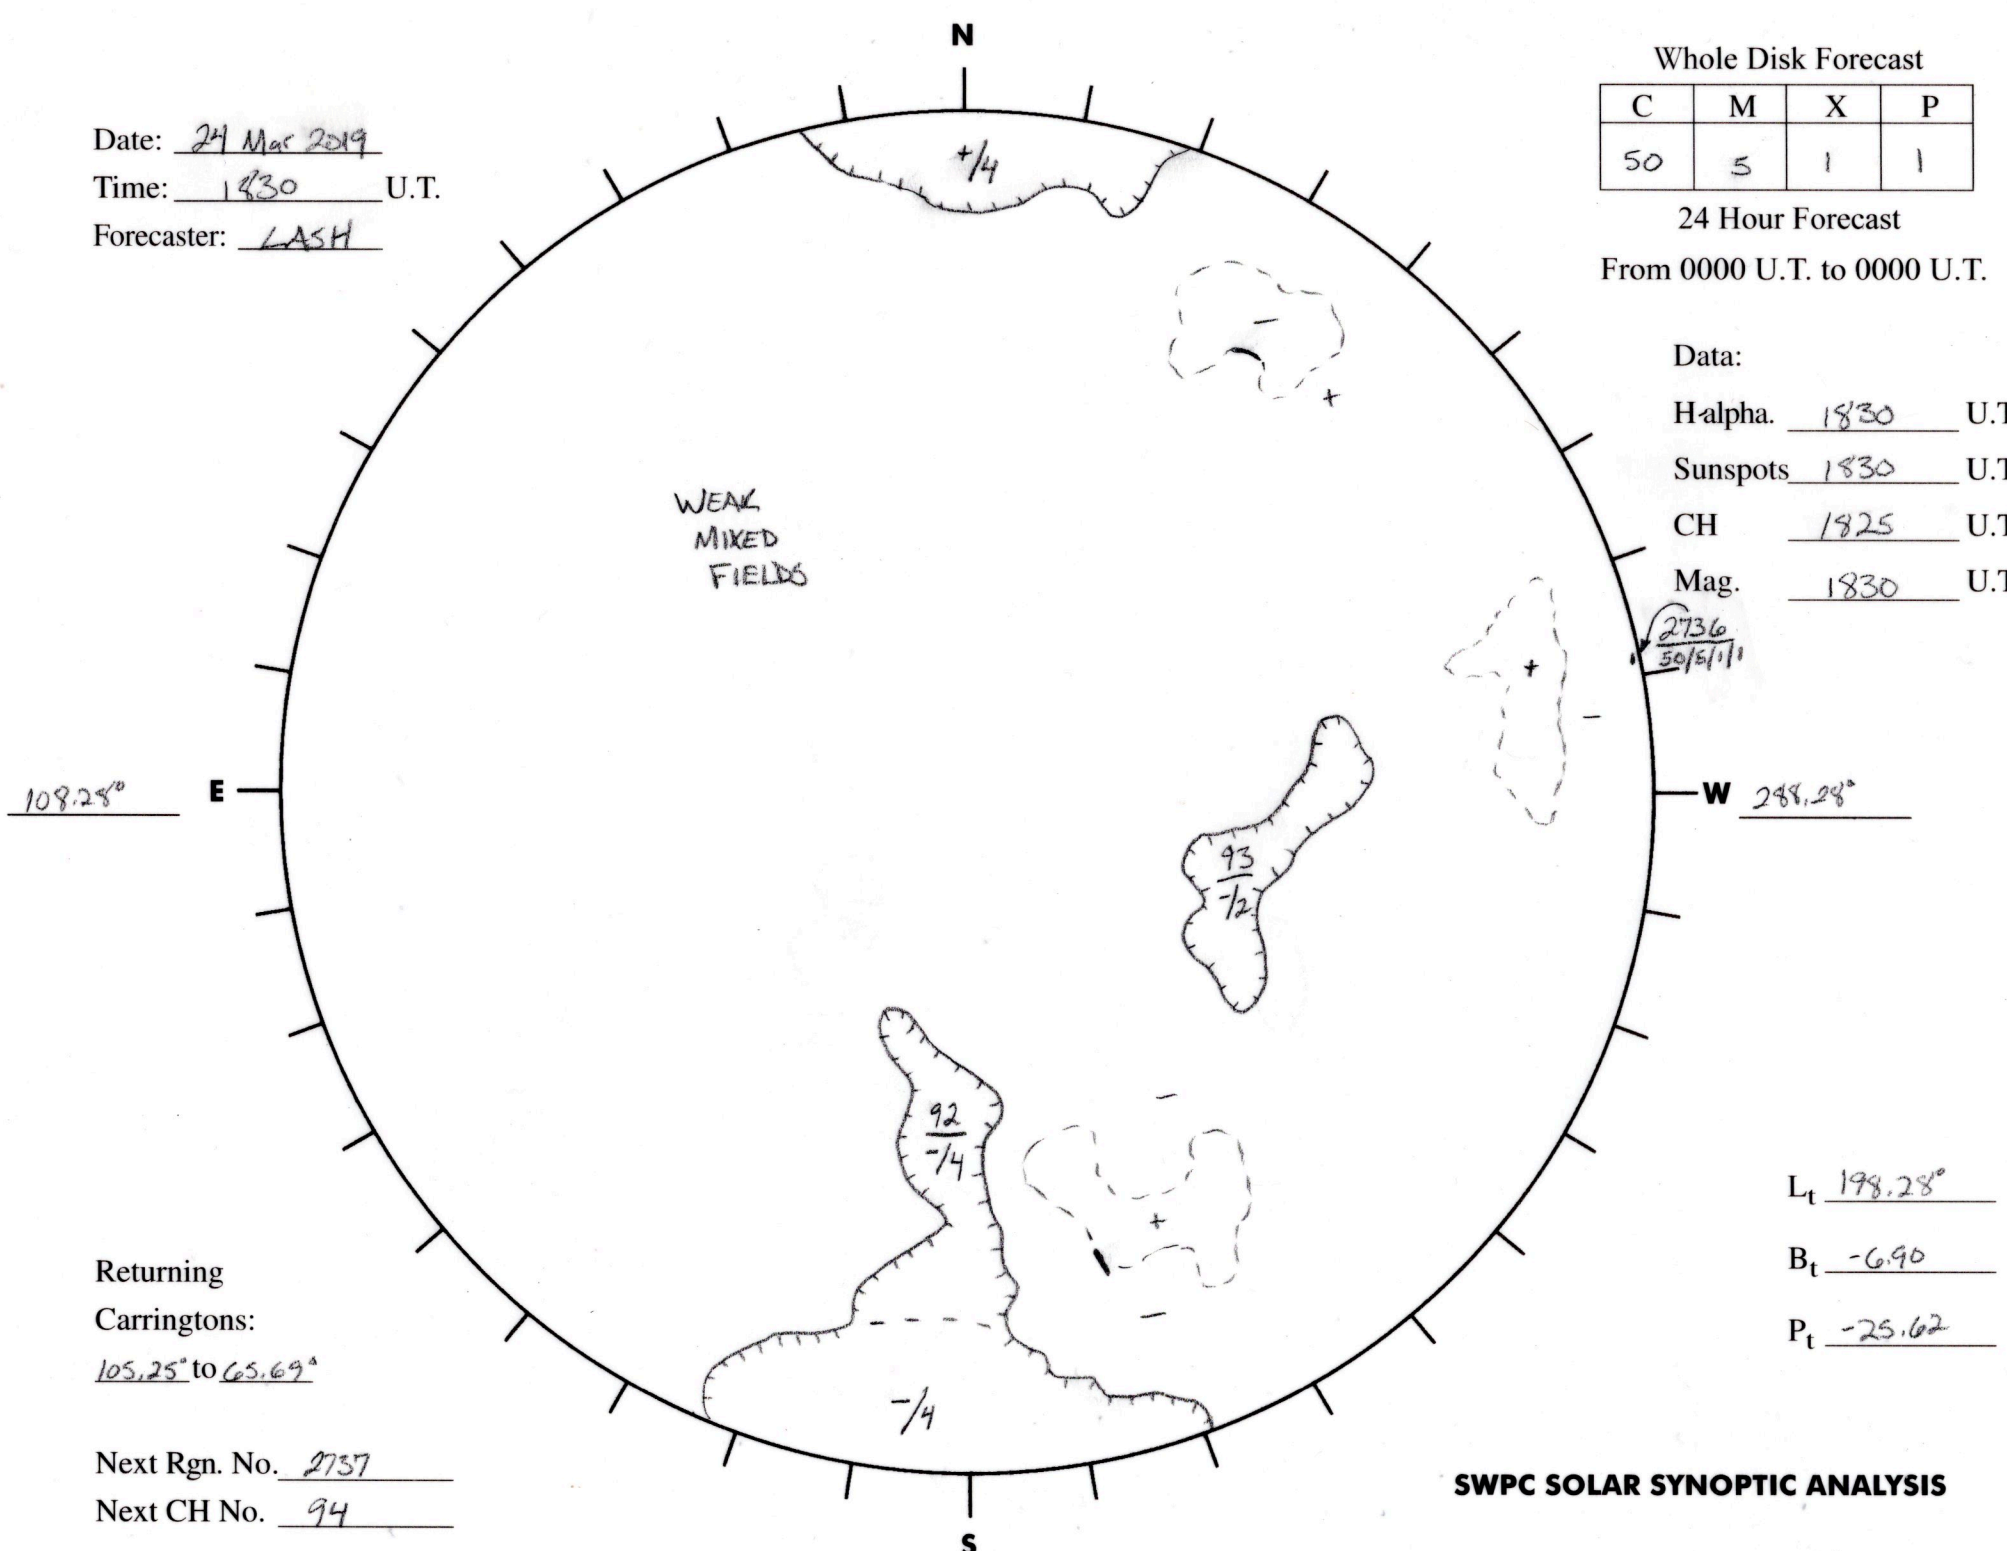 N
Date: 24 Mar 2019
Time: 1830 U.T.
Forecaster: LASH
Whole Disk Forecast
C M X P
50 5 1 1
24 Hour Forecast
From 0000 U.T. to 0000 U.T.
+/4
−
+
Data:
H-alpha. 1830 U.T
Sunspots 1830 U.T
CH 1825 U.T
Mag. 1830 U.T
WEAK
MIXED
FIELDS
2736
50/5/1/1
+
−
108.28° E
W 288.28°
93
-/2
92
-/4
−
+
−
-/4
Lt 198.28°
Bt -6.90
Pt -25.62
Returning
Carringtons:
105.25° to 65.69°
Next Rgn. No. 2737
Next CH No. 94
SWPC SOLAR SYNOPTIC ANALYSIS
S